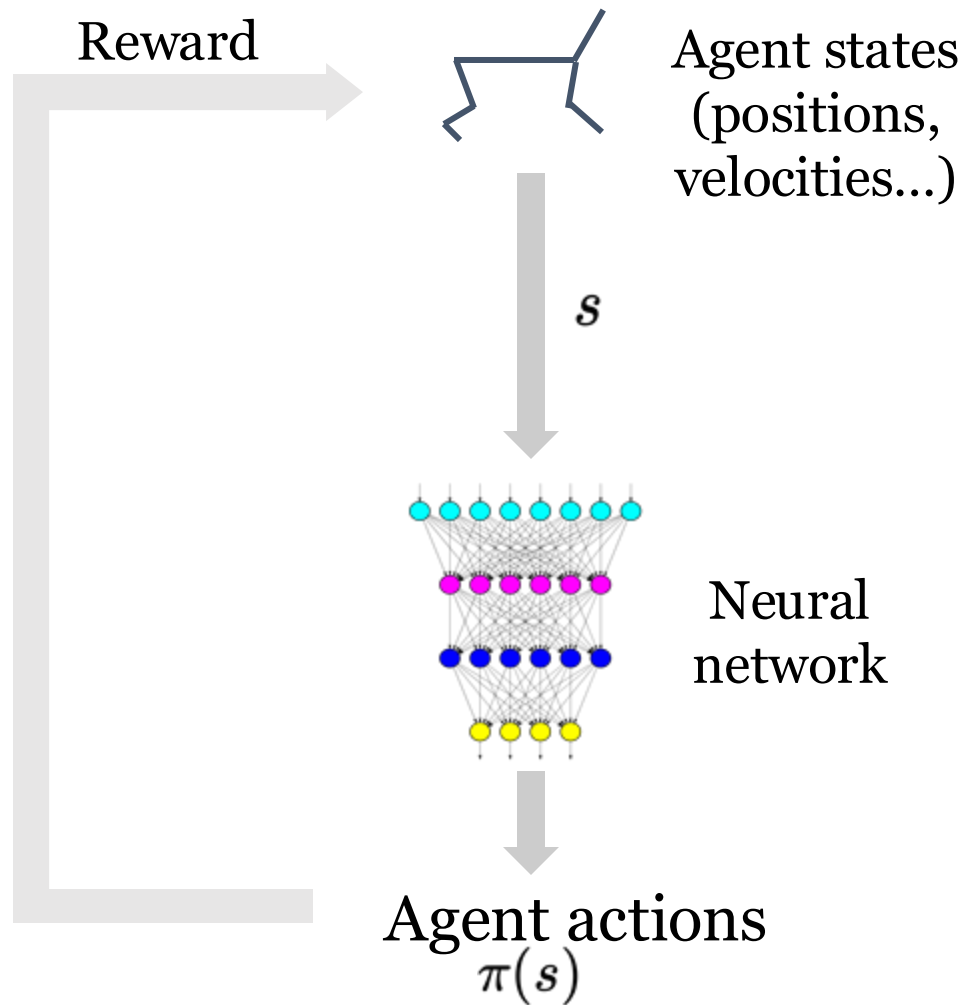 Reward
Agent states
(positions,
velocities...)
s
Neural
network
Agent actions
π(s)